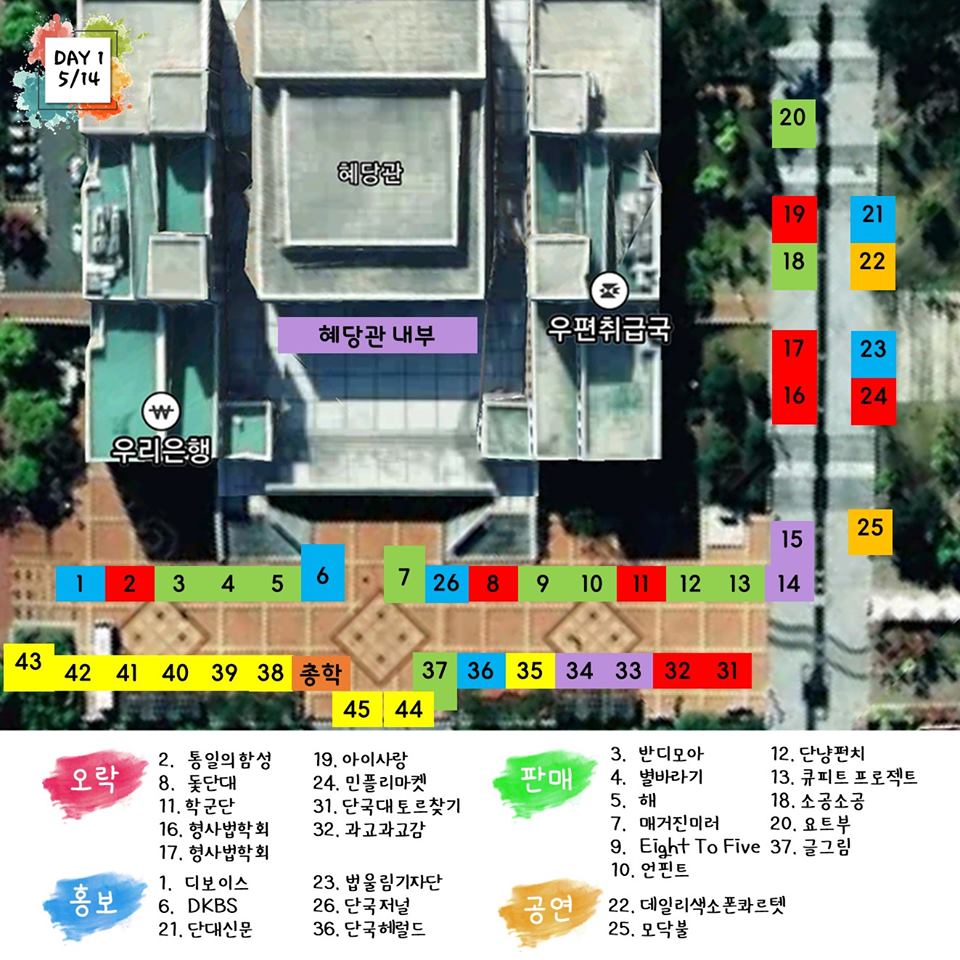 DAY 1
5/14
혜당관
우편취급국
혜당관 내부
우리은행
20
19
21
18
22
17
23
16
24
15
25
1
2
3
4
5
6
7
26
8
9
10
11
12
13
14
43
42
41
40
39
38
총학
37
36
35
34
33
32
31
45
44
오락
2. 통일의함성
8. 돛단대
11. 학군단
16. 형사법학회
17. 형사법학회
19. 아이사랑
24. 민플리마켓
31. 단국대토르찾기
32. 과고과고감
판매
3. 반디모아
4. 별바라기
5. 해
7. 매거진미러
9. Eight To Five
10. 언핀트
12. 단냥펀치
13. 큐피트 프로젝트
18. 소공소공
20. 요트부
37. 글그림
홍보
1. 디보이스
6. DKBS
21. 단대신문
23. 법울림기자단
26. 단국저널
36. 단국헤럴드
공연
22. 데일리색소폰콰르텟
25. 모닥불